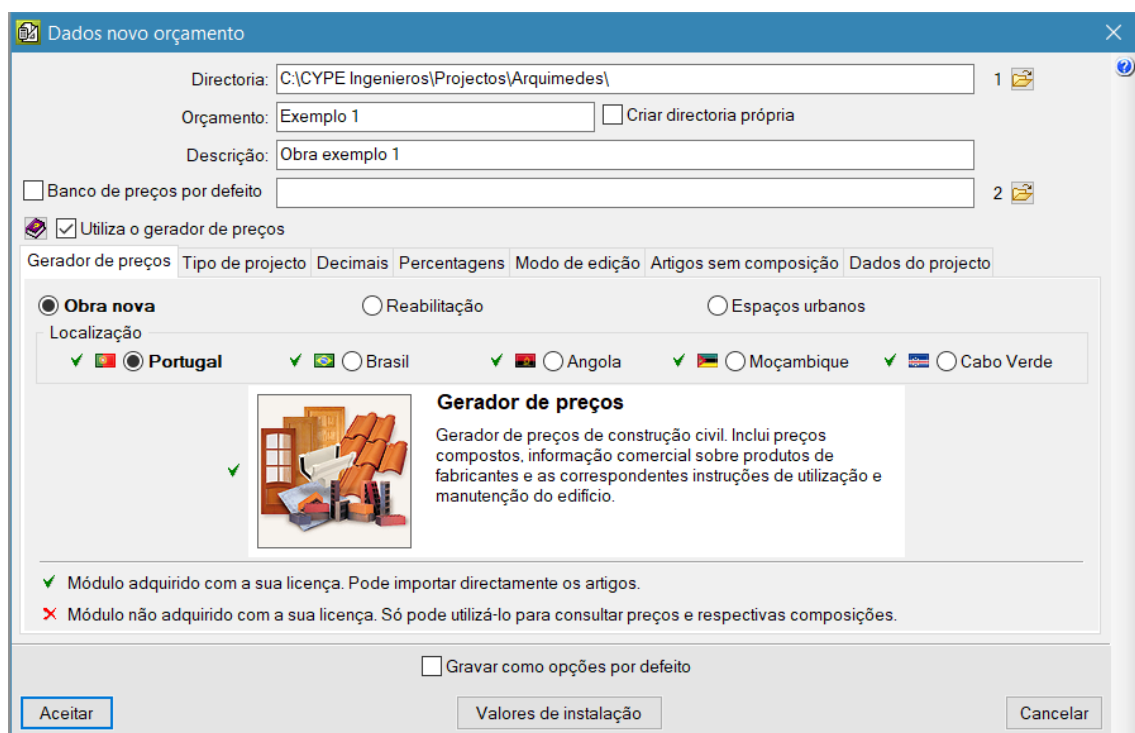 Dados novo orçamento
Directoria: C:\CYPE Ingenieros\Projectos\Arquimedes\ 1
Orçamento: Exemplo 1 Criar directoria própria
Descrição: Obra exemplo 1
Banco de preços por defeito 2
Utiliza o gerador de preços
Gerador de preços Tipo de projecto Decimais Percentagens Modo de edição Artigos sem composição Dados do projecto
Obra nova Reabilitação Espaços urbanos
Localização
Portugal Brasil Angola Moçambique Cabo Verde
Gerador de preços
Gerador de preços de construção civil. Inclui preços
compostos, informação comercial sobre produtos de
fabricantes e as correspondentes instruções de utilização e
manutenção do edifício.
Módulo adquirido com a sua licença. Pode importar directamente os artigos.
Módulo não adquirido com a sua licença. Só pode utilizá-lo para consultar preços e respectivas composições.
Gravar como opções por defeito
Aceitar Valores de instalação Cancelar